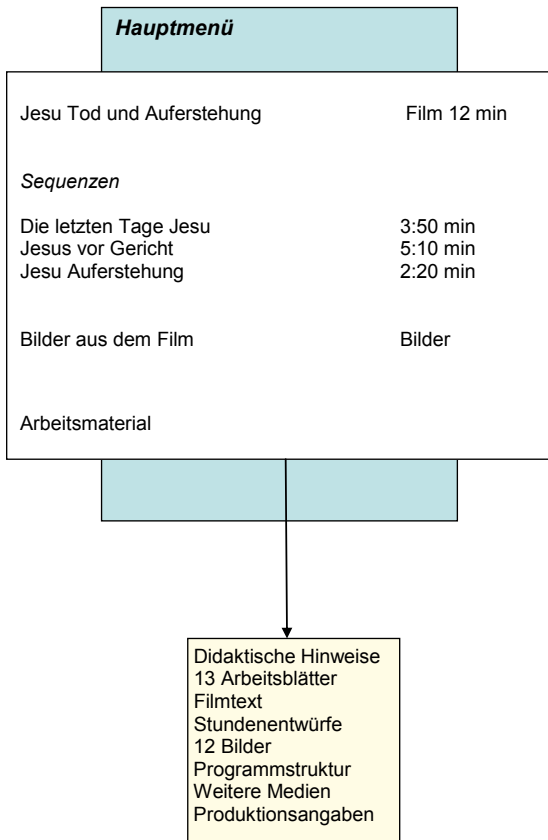 Hauptmenü
Jesu Tod und Auferstehung Film 12 min
Sequenzen
Die letzten Tage Jesu 3:50 min
Jesus vor Gericht 5:10 min
Jesu Auferstehung 2:20 min
Bilder aus dem Film Bilder
Arbeitsmaterial
Didaktische Hinweise
13 Arbeitsblätter
Filmtext
Stundenentwürfe
12 Bilder
Programmstruktur
Weitere Medien
Produktionsangaben